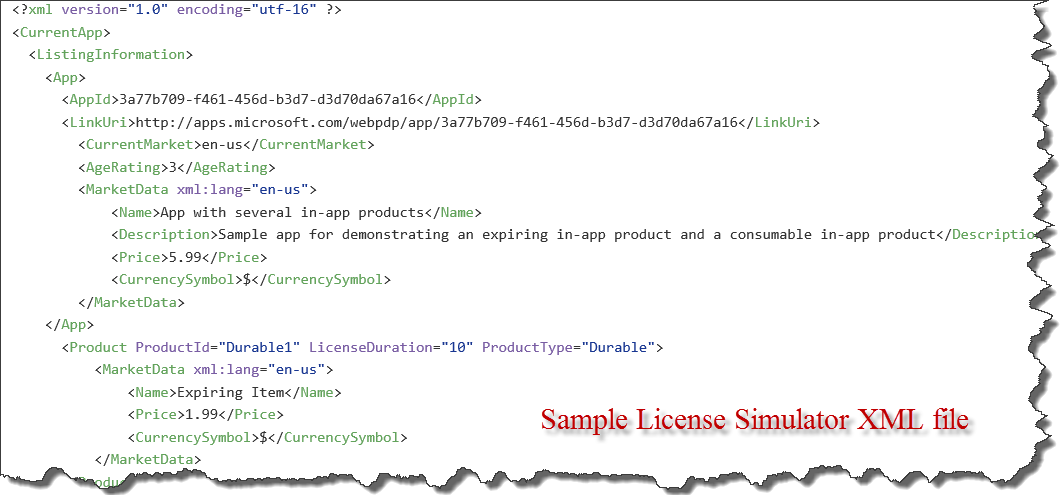 <?xml version="1.0" encoding="utf-16" ?>
<CurrentApp>
<ListingInformation>
<App>
<AppId>3a77b709-f461-456d-b3d7-d3d70da67a16</AppId>
<LinkUri>http://apps.microsoft.com/webpdp/app/3a77b709-f461-456d-b3d7-d3d70da67a16</LinkUri>
<CurrentMarket>en-us</CurrentMarket>
<AgeRating>3</AgeRating>
<MarketData xml:lang="en-us">
<Name>App with several in-app products</Name>
<Description>Sample app for demonstrating an expiring in-app product and a consumable in-app product</Description
<Price>5.99</Price>
<CurrencySymbol>$</CurrencySymbol>
</MarketData>
</App>
<Product ProductId="Durable1" LicenseDuration="10" ProductType="Durable">
<MarketData xml:lang="en-us">
<Name>Expiring Item</Name>
<Price>1.99</Price>
<CurrencySymbol>$</CurrencySymbol>
</MarketData>
Sample License Simulator XML file